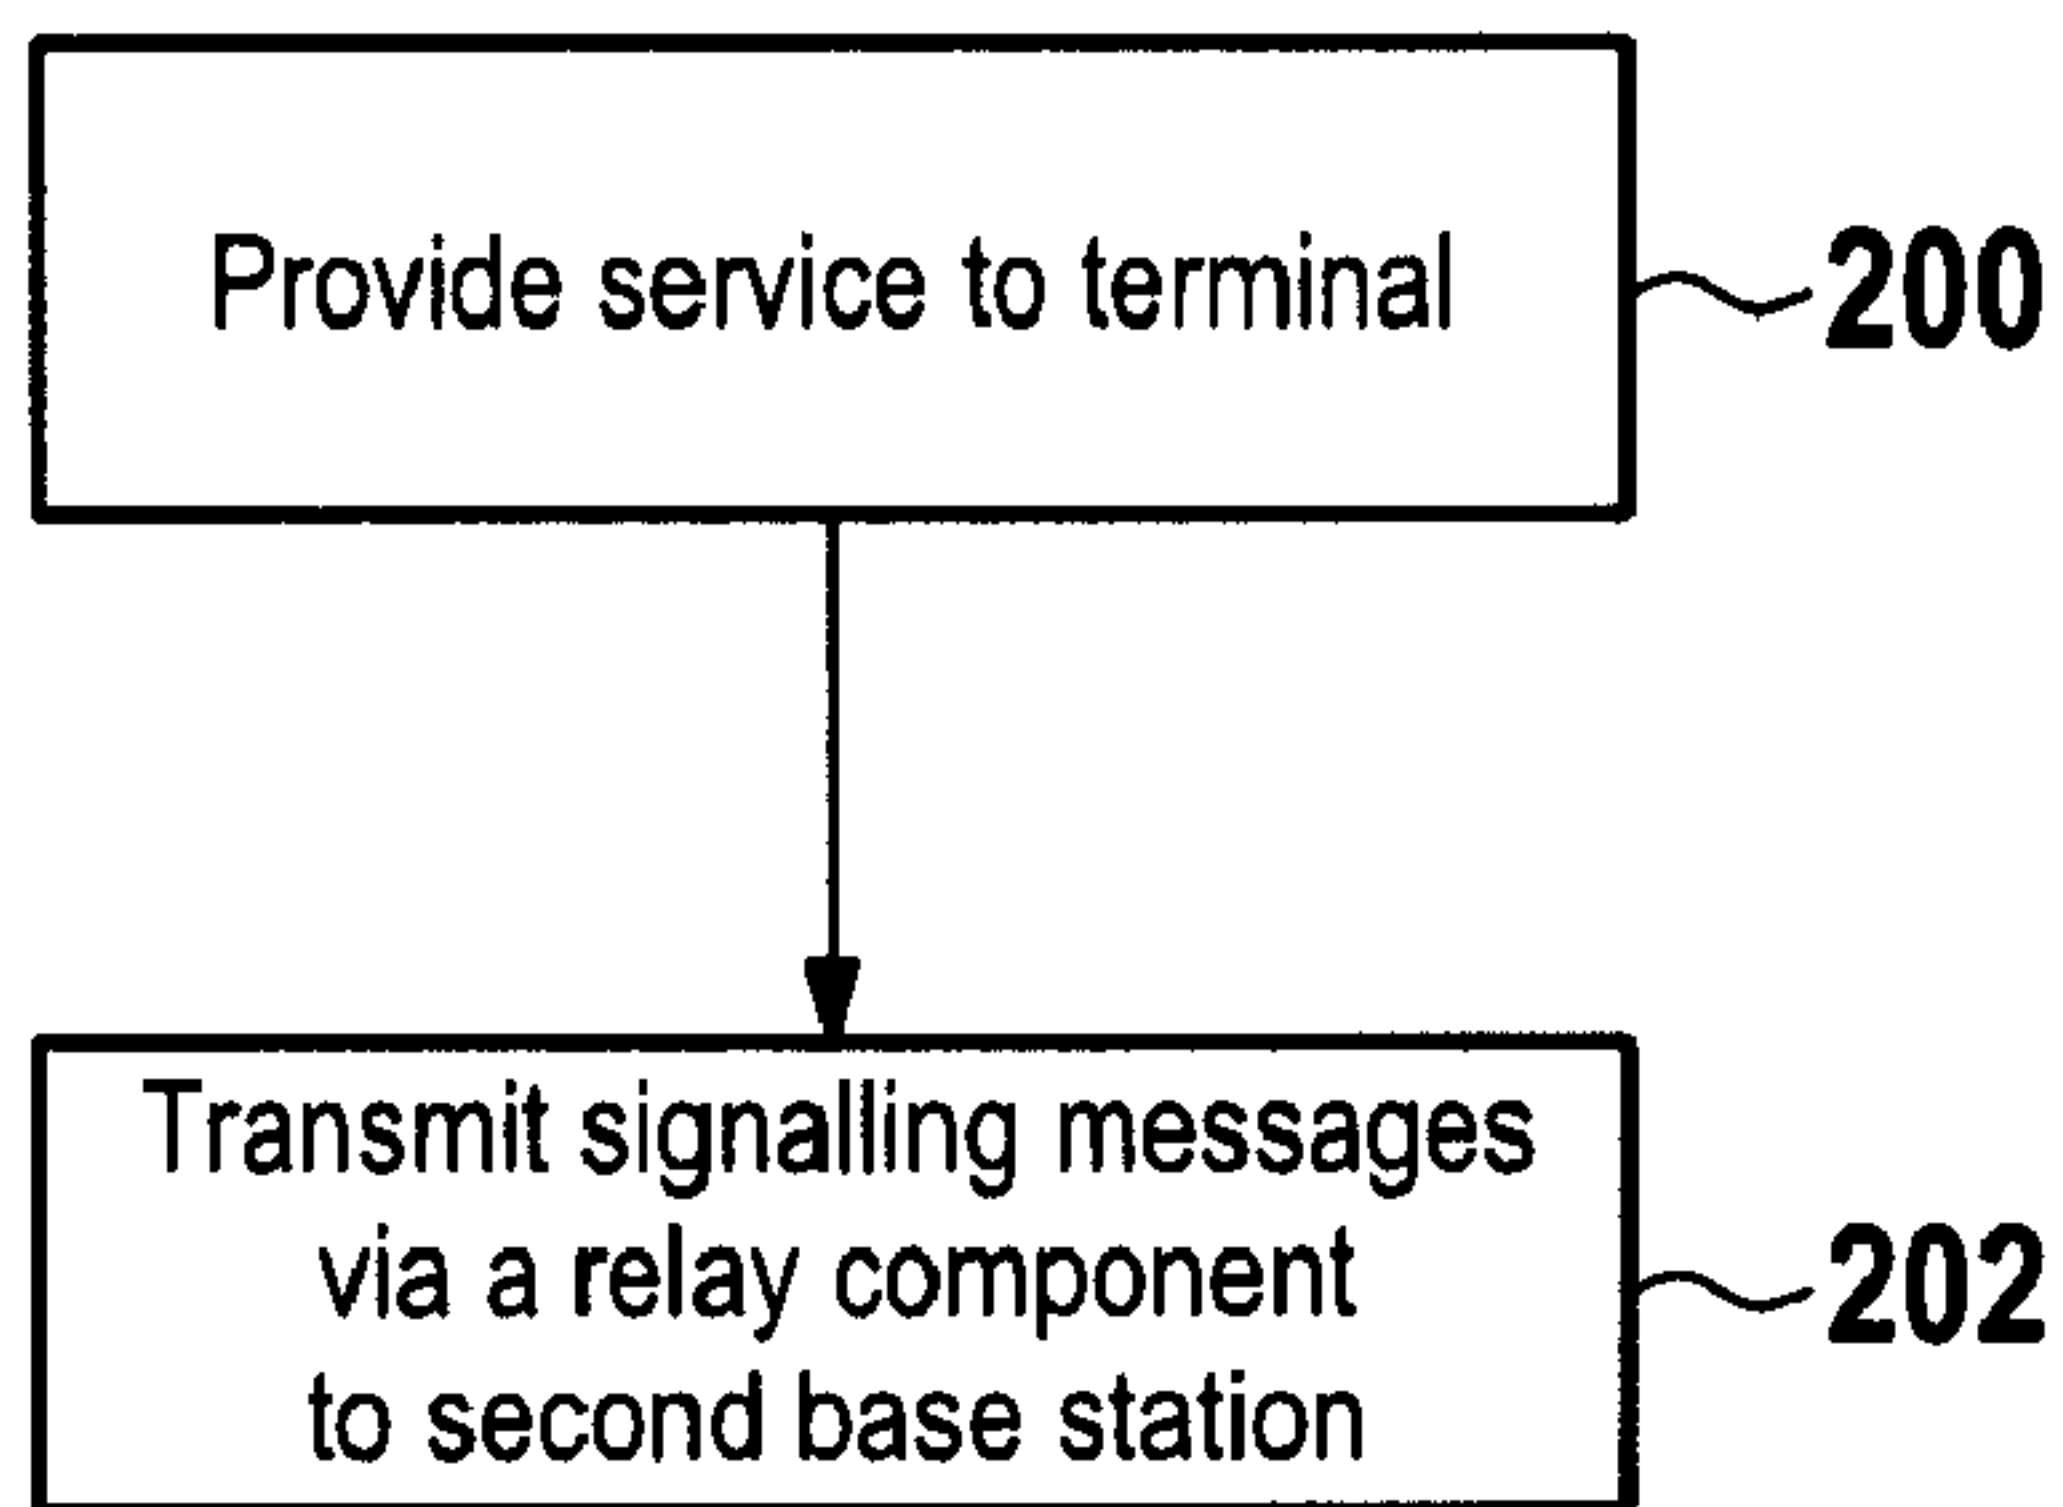 Provide service to terminal
200
Transmit signalling messages
via a relay component
to second base station
202